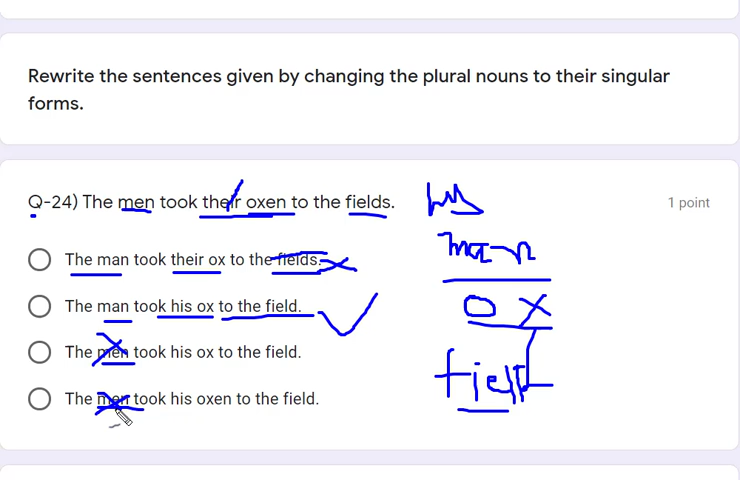 Rewrite the sentences given by changing the plural nouns to their singular
forms.
Q-24) The men took their oxen to the fields.
1 point
his
man
The man took their ox to the fields.
The man took his ox to the field.
ox
The men took his ox to the field.
field
The men took his oxen to the field.